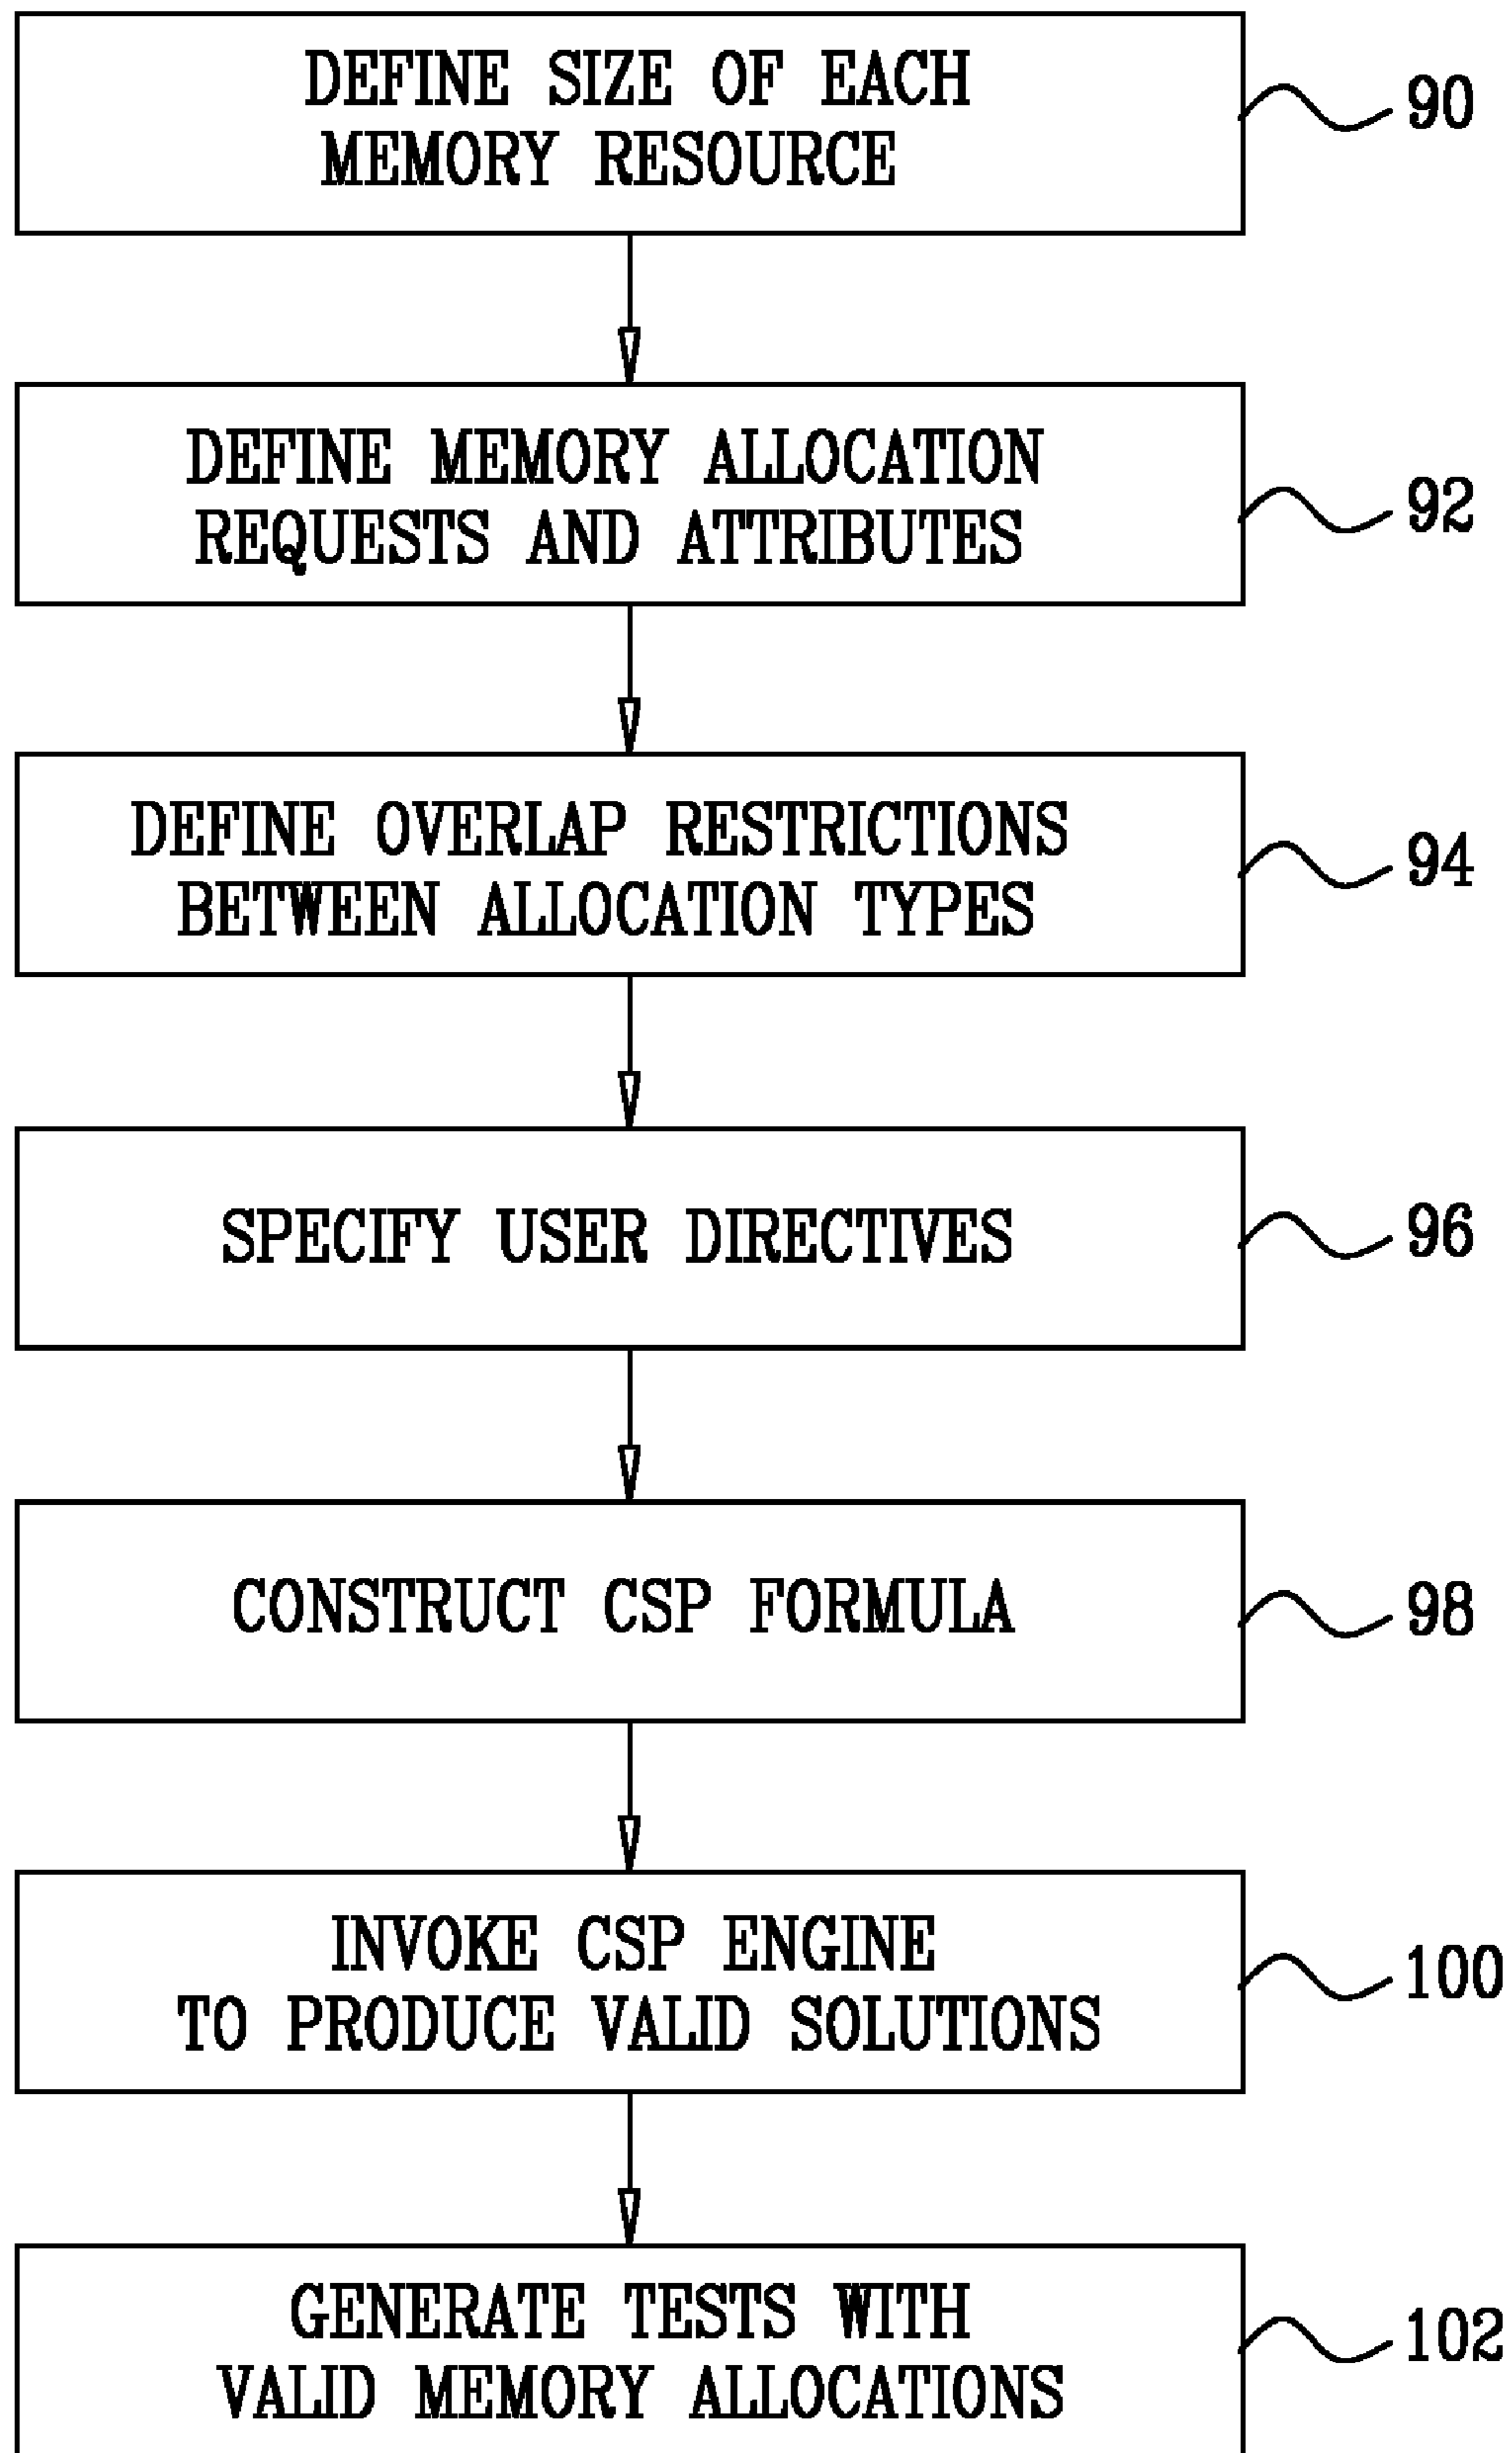 DEFINE SIZE OF EACH
MEMORY RESOURCE
90
DEFINE MEMORY ALLOCATION
REQUESTS AND ATTRIBUTES
92
DEFINE OVERLAP RESTRICTIONS
BETWEEN ALLOCATION TYPES
94
SPECIFY USER DIRECTIVES
96
CONSTRUCT CSP FORMULA
98
INVOKE CSP ENGINE
TO PRODUCE VALID SOLUTIONS
100
GENERATE TESTS WITH
VALID MEMORY ALLOCATIONS
102